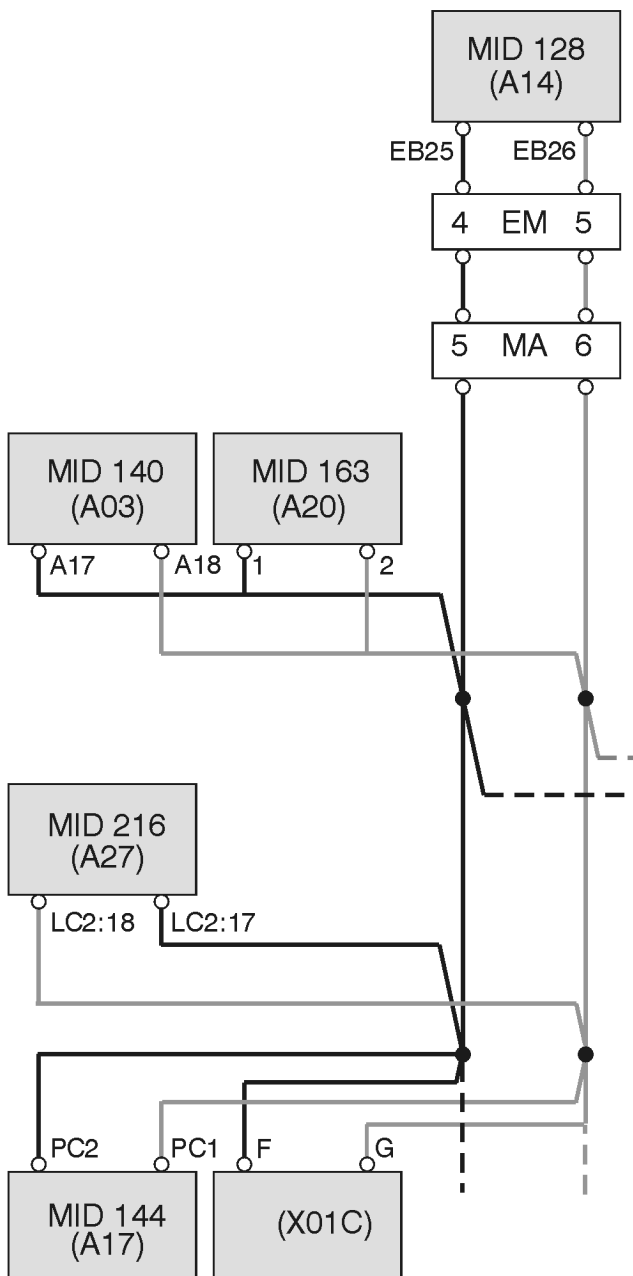 MID 128
(A14)
EB25 EB26
4 EM 5
5 MA 6
MID 140 MID 163
(A03) (A20)
A17 A18 1 2
MID 216
(A27)
LC2:18 LC2:17
PC2 PC1 F G
MID 144
(A17)
(X01C)